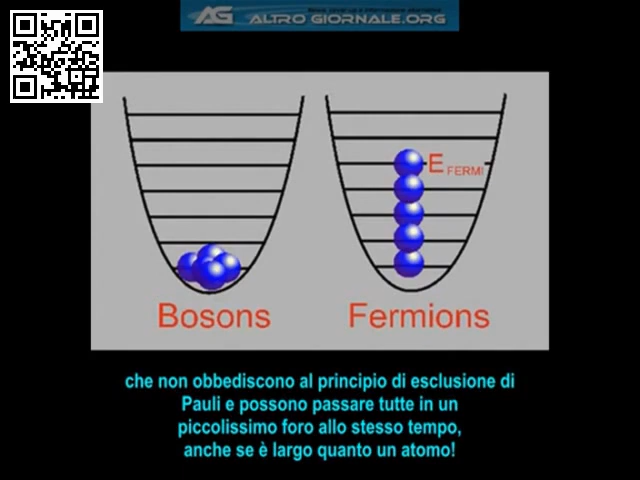 ALTRO GIORNALE.ORG
E FERMI
Bosons
Fermions
che non obbediscono al principio di esclusione di
Pauli e possono passare tutte in un
piccolissimo foro allo stesso tempo,
anche se è largo quanto un atomo!